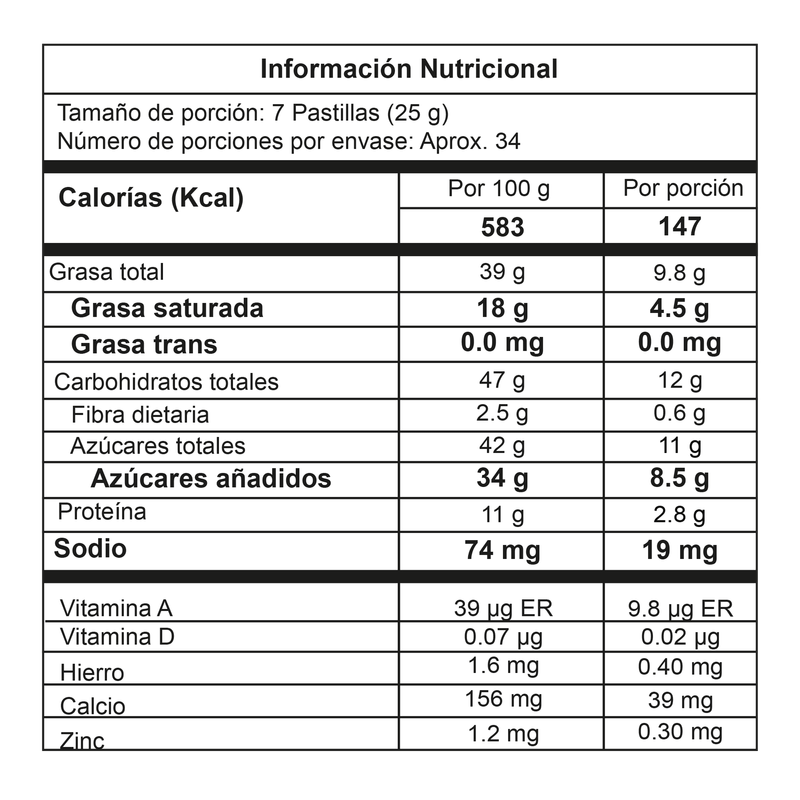 Información Nutricional
Tamaño de porción: 7 Pastillas (25 g)
Número de porciones por envase: Aprox. 34
Calorías (Kcal) Por 100 g Por porción
583 147
Grasa total 39 g 9.8 g
Grasa saturada 18 g 4.5 g
Grasa trans 0.0 mg 0.0 mg
Carbohidratos totales 47 g 12 g
Fibra dietaria 2.5 g 0.6 g
Azúcares totales 42 g 11 g
Azúcares añadidos 34 g 8.5 g
Proteína 11 g 2.8 g
Sodio 74 mg 19 mg
Vitamina A 39 µg ER 9.8 µg ER
Vitamina D 0.07 µg 0.02 µg
Hierro 1.6 mg 0.40 mg
Calcio 156 mg 39 mg
Zinc 1.2 mg 0.30 mg